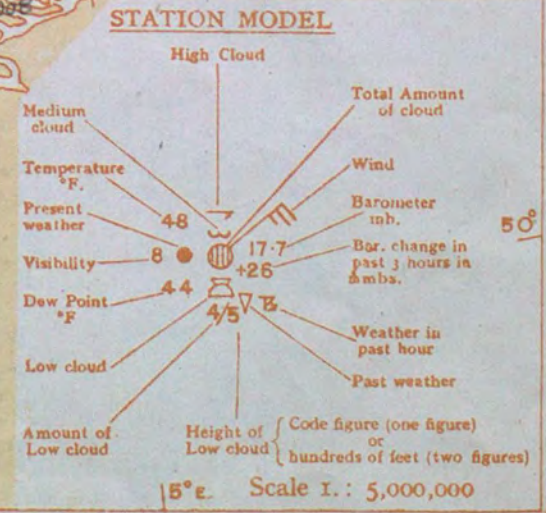 STATION MODEL
High Cloud
Medium
cloud
Total Amount
of cloud
Temperature
°F.
Wind
48
Present
weather
Barometer
mb.
50°
Visibility
8
17·7
Bar. change in
past 3 hours in
mbs.
+26
Dew Point
°F
44
4/5
Weather in
past hour
Low cloud
Past weather
Amount of
Low cloud
Height of
Low cloud
Code figure (one figure)
or
hundreds of feet (two figures)
5°E. Scale 1.: 5,000,000